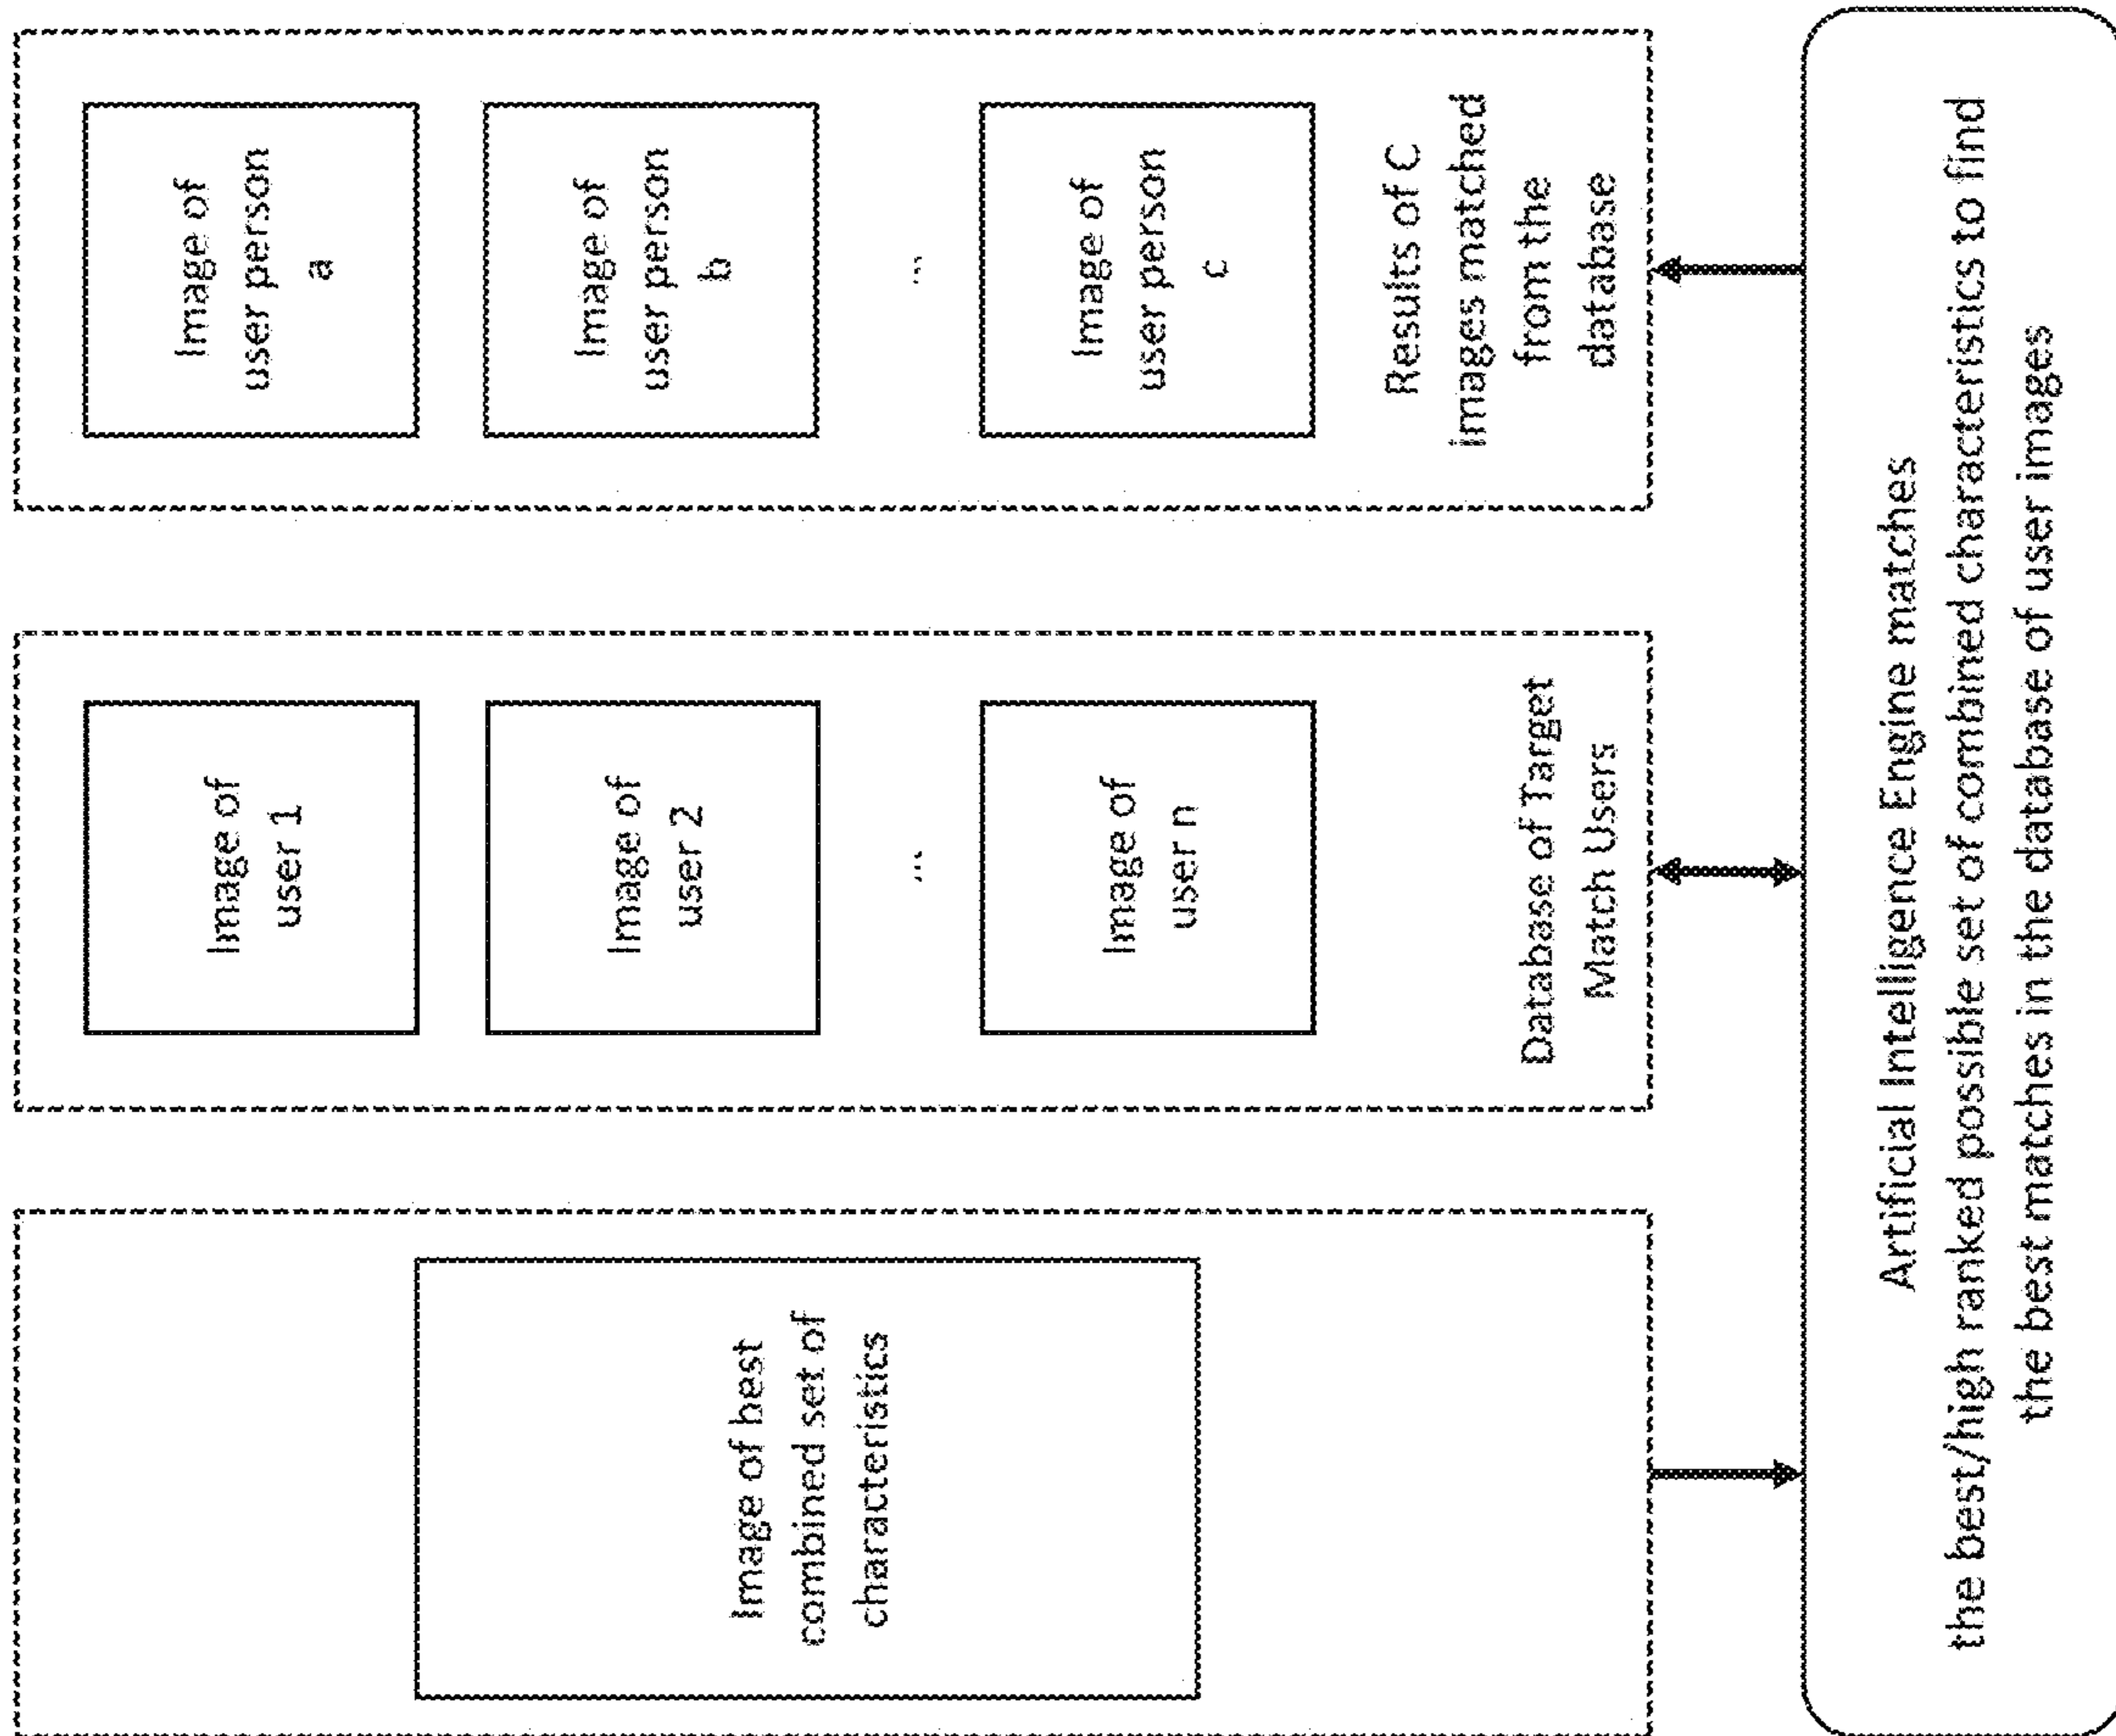 Image of best
combined set of
characteristics
Image of
user 1
Image of
user 2
...
Image of
user n
Database of Target
Match Users
Image of
user person
a
Image of
user person
b
...
Image of
user person
c
Results of C
images matched
from the
database
Artificial Intelligence Engine matches
the best/high ranked possible set of combined characteristics to find
the best matches in the database of user images